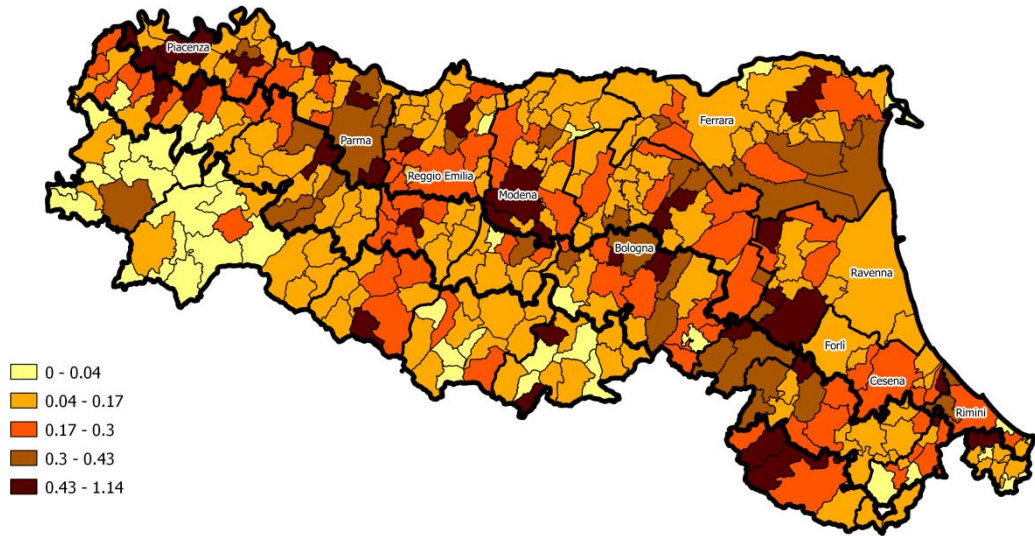 Piacenza
Parma
Reggio Emilia
Modena
Bologna
Ferrara
Ravenna
Forlì
Cesena
Rimini
0 - 0.04
0.04 - 0.17
0.17 - 0.3
0.3 - 0.43
0.43 - 1.14